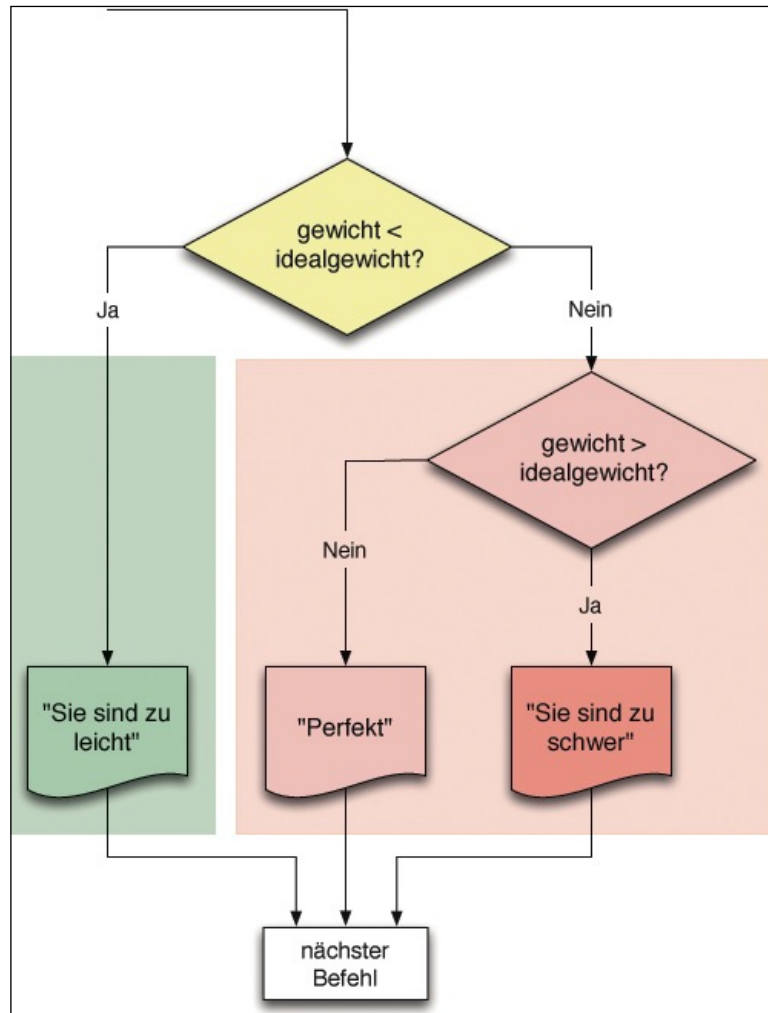 gewicht <
idealgewicht?
Ja
Nein
gewicht >
idealgewicht?
Nein
Ja
"Sie sind zu
leicht"
"Perfekt"
"Sie sind zu
schwer"
nächster
Befehl